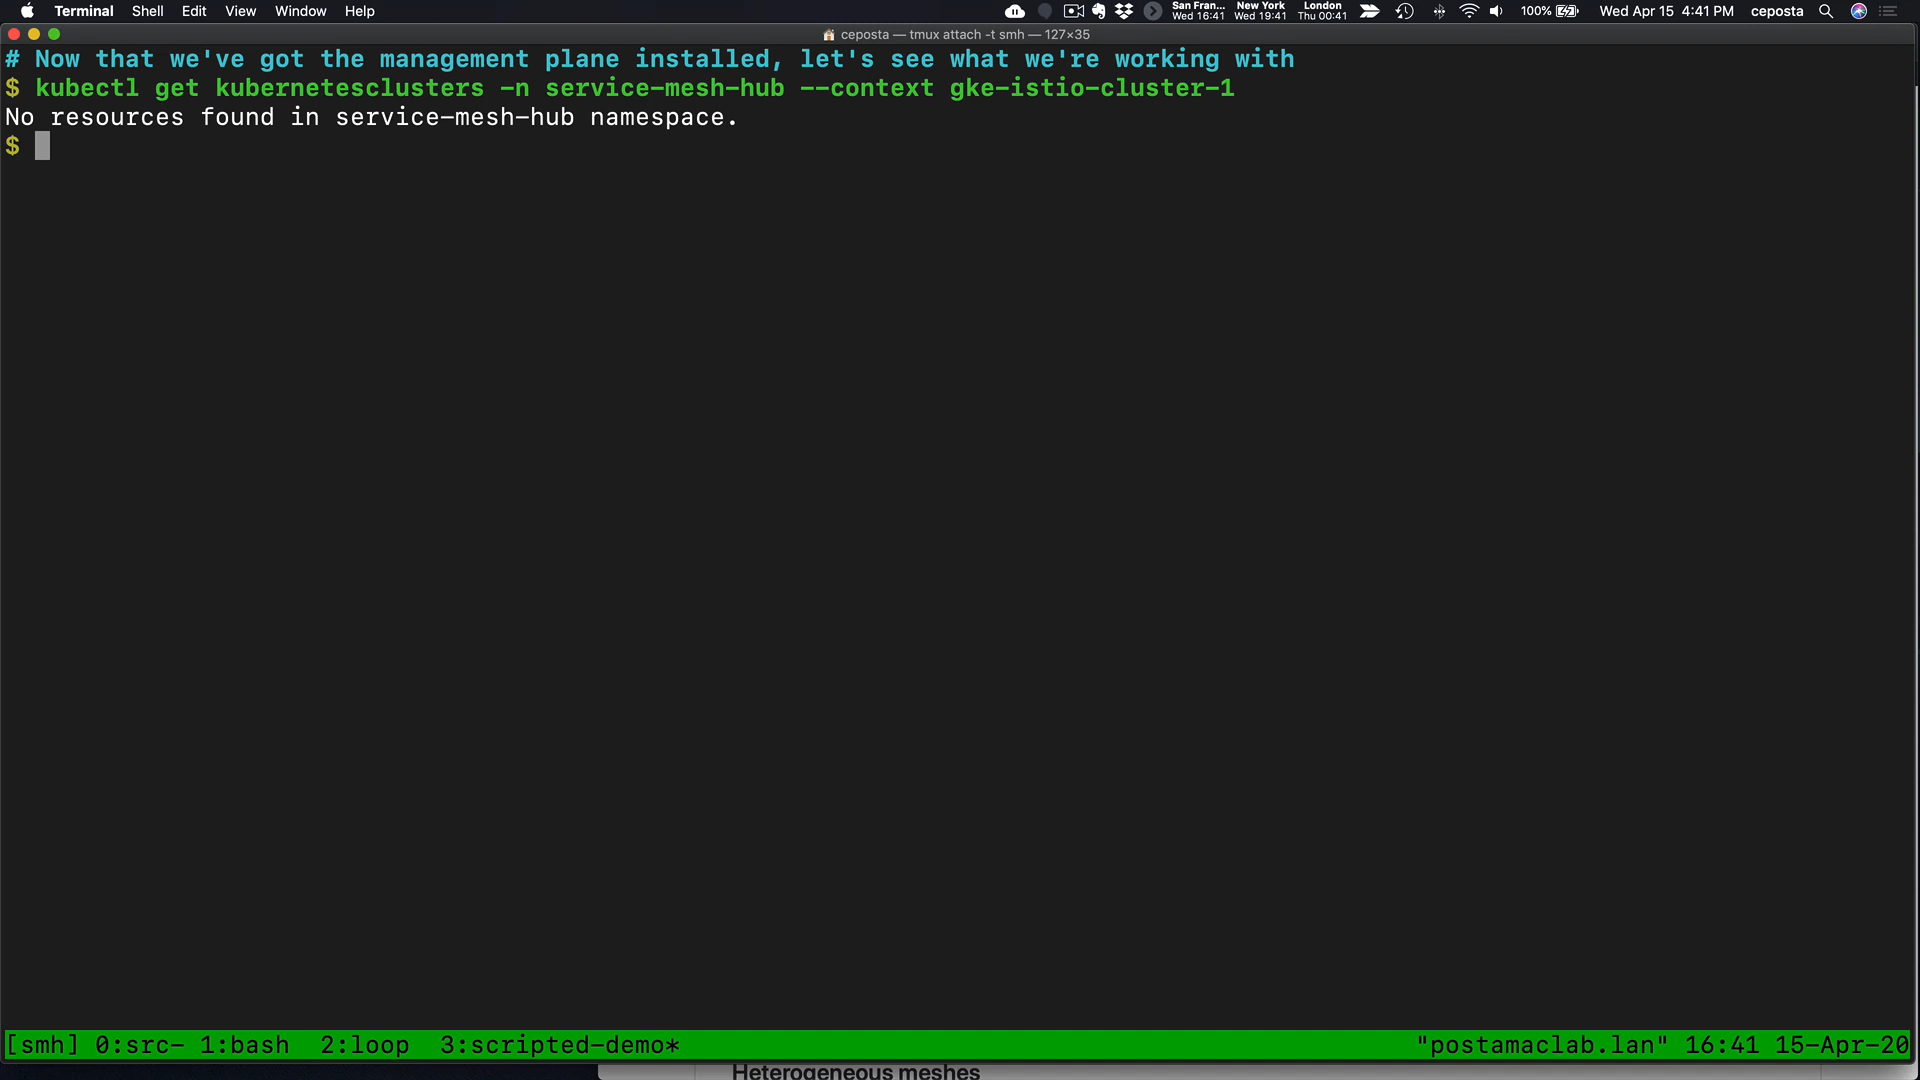 Terminal Shell Edit View Window Help San Fran... New York London 100% Wed Apr 15 4:41 PM ceposta
Wed 16:41 Wed 19:41 Thu 00:41
ceposta — tmux attach -t smh — 127×35
# Now that we've got the management plane installed, let's see what we're working with
$ kubectl get kubernetesclusters -n service-mesh-hub --context gke-istio-cluster-1
No resources found in service-mesh-hub namespace.
$
[smh] 0:src- 1:bash 2:loop 3:scripted-demo* "postamaclab.lan" 16:41 15-Apr-20
Heterogeneous meshes